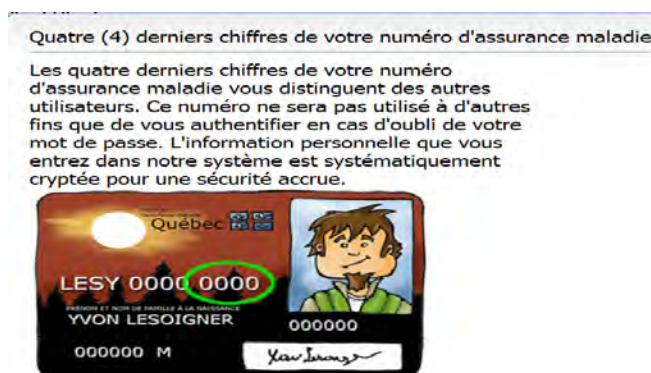 Quatre (4) derniers chiffres de votre numéro d'assurance maladie
Les quatre derniers chiffres de votre numéro
d'assurance maladie vous distinguent des autres
utilisateurs. Ce numéro ne sera pas utilisé à d'autres
fins que de vous authentifier en cas d'oubli de votre
mot de passe. L'information personnelle que vous
entrez dans notre système est systématiquement
cryptée pour une sécurité accrue.
Québec
LESY 0000 0000
PRÉNOM ET NOM DE FAMILLE À LA NAISSANCE
YVON LESOIGNER
000000
000000 M